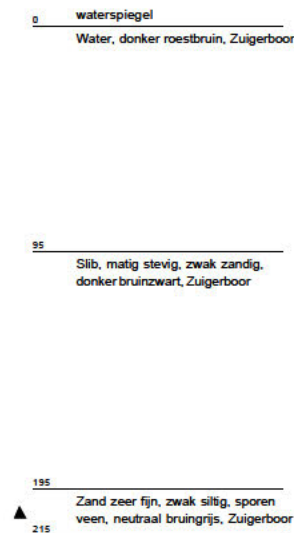 0 waterspiegel
Water, donker roestbruin, Zuigerboor
95
Slib, matig stevig, zwak zandig,
donker bruinzwart, Zuigerboor
195
Zand zeer fijn, zwak siltig, sporen
veen, neutraal bruingrijs, Zuigerboor
215